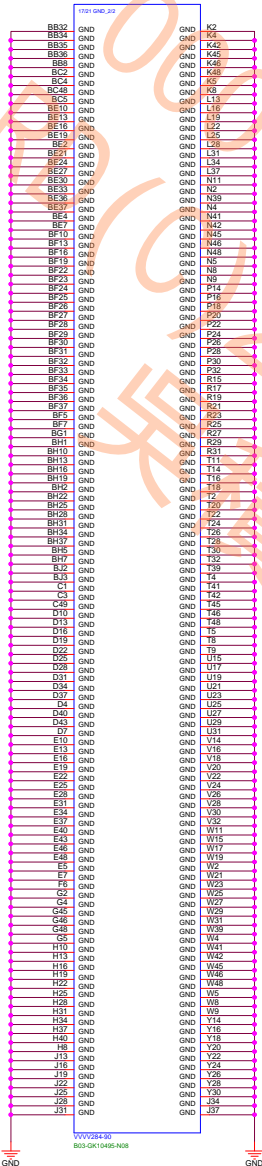 17/21 GND_2/2
BB32 GND GND K2
BB34 GND GND K4
BB35 GND GND K42
BB36 GND GND K45
BB8 GND GND K46
BC2 GND GND K48
BC4 GND GND K5
BC48 GND GND K8
BC5 GND GND L13
BE10 GND GND L16
BE13 GND GND L19
BE16 GND GND L22
BE19 GND GND L25
BE2 GND GND L28
BE21 GND GND L31
BE24 GND GND L34
BE27 GND GND L37
BE30 GND GND N11
BE33 GND GND N2
BE36 GND GND N39
BE37 GND GND N4
BE4 GND GND N41
BE7 GND GND N42
BF10 GND GND N45
BF13 GND GND N46
BF16 GND GND N48
BF19 GND GND N5
BF22 GND GND N8
BF23 GND GND N9
BF24 GND GND P14
BF25 GND GND P16
BF26 GND GND P18
BF27 GND GND P20
BF28 GND GND P22
BF29 GND GND P24
BF30 GND GND P26
BF31 GND GND P28
BF32 GND GND P30
BF33 GND GND P32
BF34 GND GND R15
BF35 GND GND R17
BF36 GND GND R19
BF37 GND GND R21
BF5 GND GND R23
BF7 GND GND R25
BG1 GND GND R27
BH1 GND GND R29
BH10 GND GND R31
BH13 GND GND T11
BH16 GND GND T14
BH19 GND GND T16
BH2 GND GND T18
BH22 GND GND T2
BH25 GND GND T20
BH28 GND GND T22
BH31 GND GND T24
BH34 GND GND T26
BH37 GND GND T28
BH5 GND GND T30
BH7 GND GND T32
BJ2 GND GND T39
BJ3 GND GND T4
C1 GND GND T41
C3 GND GND T42
C49 GND GND T45
D10 GND GND T46
D13 GND GND T48
D16 GND GND T5
D19 GND GND T8
D22 GND GND T9
D25 GND GND U15
D28 GND GND U17
D31 GND GND U19
D34 GND GND U21
D37 GND GND U23
D4 GND GND U25
D40 GND GND U27
D43 GND GND U29
D7 GND GND U31
E10 GND GND V14
E13 GND GND V16
E16 GND GND V18
E19 GND GND V20
E22 GND GND V22
E25 GND GND V24
E28 GND GND V26
E31 GND GND V28
E34 GND GND V30
E37 GND GND V32
E40 GND GND W11
E43 GND GND W15
E46 GND GND W17
E48 GND GND W19
E5 GND GND W2
E7 GND GND W21
F6 GND GND W23
G2 GND GND W25
G4 GND GND W27
G45 GND GND W29
G46 GND GND W31
G48 GND GND W39
G5 GND GND W4
H10 GND GND W41
H13 GND GND W42
H16 GND GND W45
H19 GND GND W46
H22 GND GND W48
H25 GND GND W5
H28 GND GND W8
H31 GND GND W9
H34 GND GND Y14
H37 GND GND Y16
H40 GND GND Y18
H8 GND GND Y20
J13 GND GND Y22
J16 GND GND Y24
J19 GND GND Y26
J22 GND GND Y28
J25 GND GND Y30
J28 GND GND J34
J31 GND GND J37
VVVV284-90
B03-GK10495-N08
GND GND